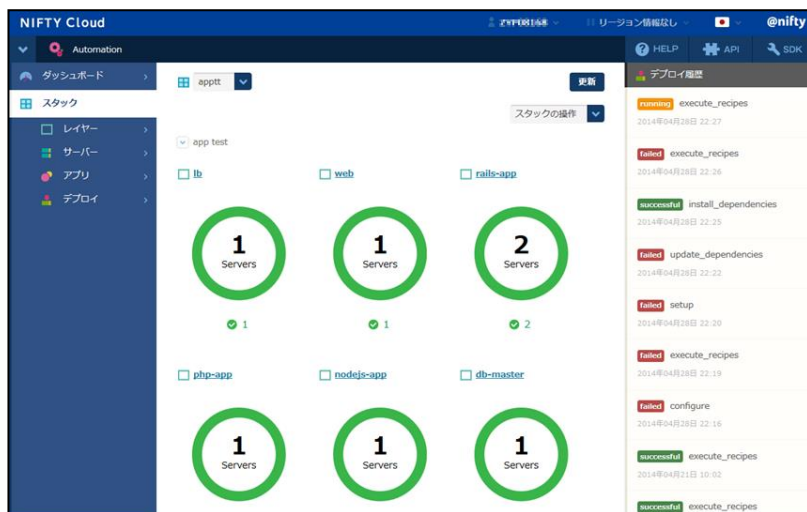 NIFTY Cloud
リージョン情報なし
@nifty
Automation
HELP
API
SDK
ダッシュボード
スタック
レイヤー
サーバー
アプリ
デプロイ
apptt
更新
スタックの操作
app test
lb
web
rails-app
1
Servers
1
Servers
2
Servers
1
1
2
php-app
nodejs-app
db-master
1
Servers
1
Servers
1
Servers
デプロイ履歴
running execute_recipes
2014年04月28日 22:27
failed execute_recipes
2014年04月28日 22:26
successful install_dependencies
2014年04月28日 22:25
failed update_dependencies
2014年04月28日 22:22
failed setup
2014年04月28日 22:20
failed execute_recipes
2014年04月28日 22:19
failed configure
2014年04月28日 22:16
successful execute_recipes
2014年04月21日 10:02
successful execute_recipes